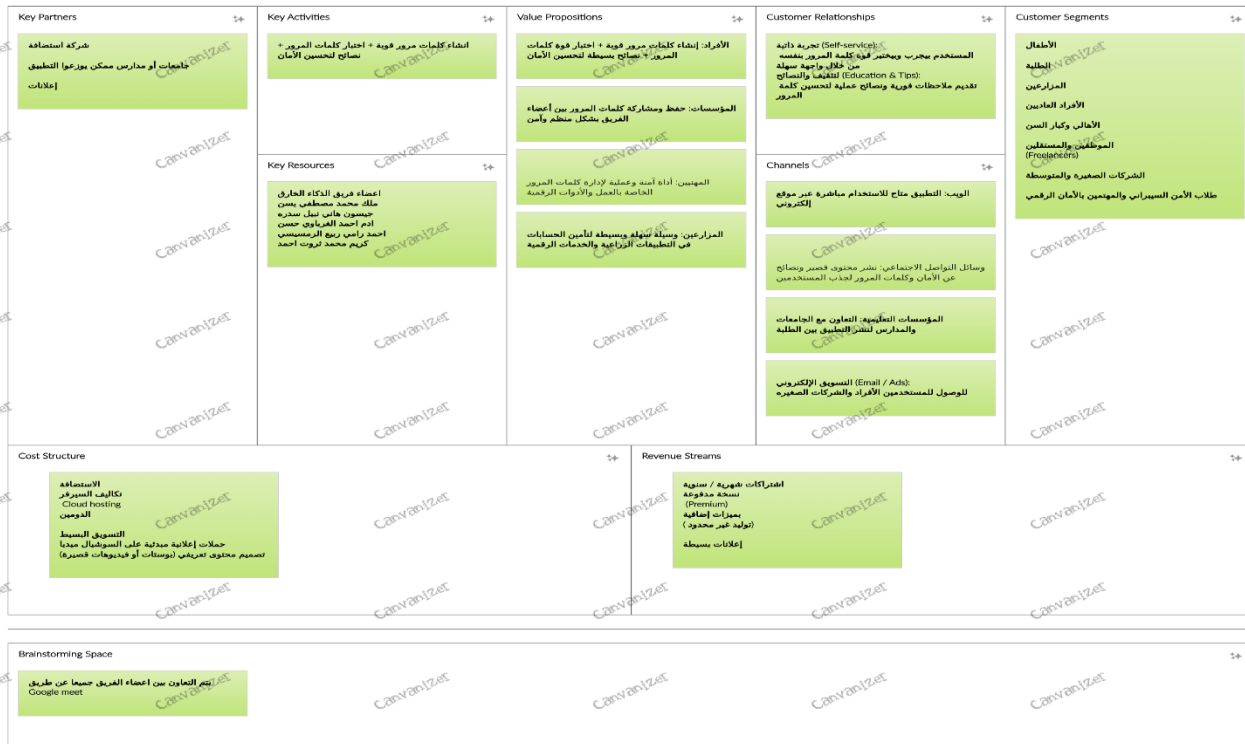 Key Partners
شركة استضافة
جامعات أو مدارس ممكن يوزعوا التطبيق
إعلانات
Key Activities
انشاء كلمات مرور قوية + اختبار كلمات المرور +
نصائح لتحسين الأمان
Key Resources
اعضاء فريق الذكاء الخارق
ملك محمد مصطفي يسن
جيسون هاني نبيل سدره
ادم احمد الغرباوي حسن
احمد رامي ربيع الرمسيسي
كريم محمد ثروت احمد
Value Propositions
الأفراد: إنشاء كلمات مرور قوية + اختبار قوة كلمات
المرور + نصائح بسيطة لتحسين الأمان
المؤسسات: حفظ ومشاركة كلمات المرور بين أعضاء
الفريق بشكل منظم وآمن
المهنيين: أداة آمنة وعملية لإدارة كلمات المرور
الخاصة بالعمل والأدوات الرقمية
المزارعين: وسيلة سهلة وبسيطة لتأمين الحسابات
في التطبيقات الزراعية والخدمات الرقمية
Customer Relationships
تجربة ذاتية (Self-service):
المستخدم بيجرب وبيختبر قوة كلمة المرور بنفسه
من خلال واجهة سهلة
لتثقيف والنصائح (Education & Tips):
تقديم ملاحظات فورية ونصائح عملية لتحسين كلمة
المرور
Channels
الويب: التطبيق متاح للاستخدام مباشرة عبر موقع
إلكتروني
وسائل التواصل الاجتماعي: نشر محتوى قصير ونصائح
عن الأمان وكلمات المرور لجذب المستخدمين
المؤسسات التعليمية: التعاون مع الجامعات
والمدارس لنشر التطبيق بين الطلبة
التسويق الإلكتروني (Email / Ads):
للوصول للمستخدمين الأفراد والشركات الصغيره
Customer Segments
الأطفال
الطلبة
المزارعين
الأفراد العاديين
الأهالي وكبار السن
الموظفين والمستقلين
(Freelancers)
الشركات الصغيرة والمتوسطة
طلاب الأمن السيبراني والمهتمين بالأمان الرقمي
Cost Structure
الاستضافة
تكاليف السيرفر
Cloud hosting
الدومين
التسويق البسيط
حملات إعلانية مبدئية على السوشيال ميديا
تصميم محتوى تعريفي (بوستات أو فيديوهات قصيرة)
Revenue Streams
اشتراكات شهرية / سنوية
نسخة مدفوعة
(Premium)
بميزات إضافية
(توليد غير محدود )
إعلانات بسيطة
Brainstorming Space
يتم التعاون بين اعضاء الفريق جميعا عن طريق
Google meet
Canvanizer